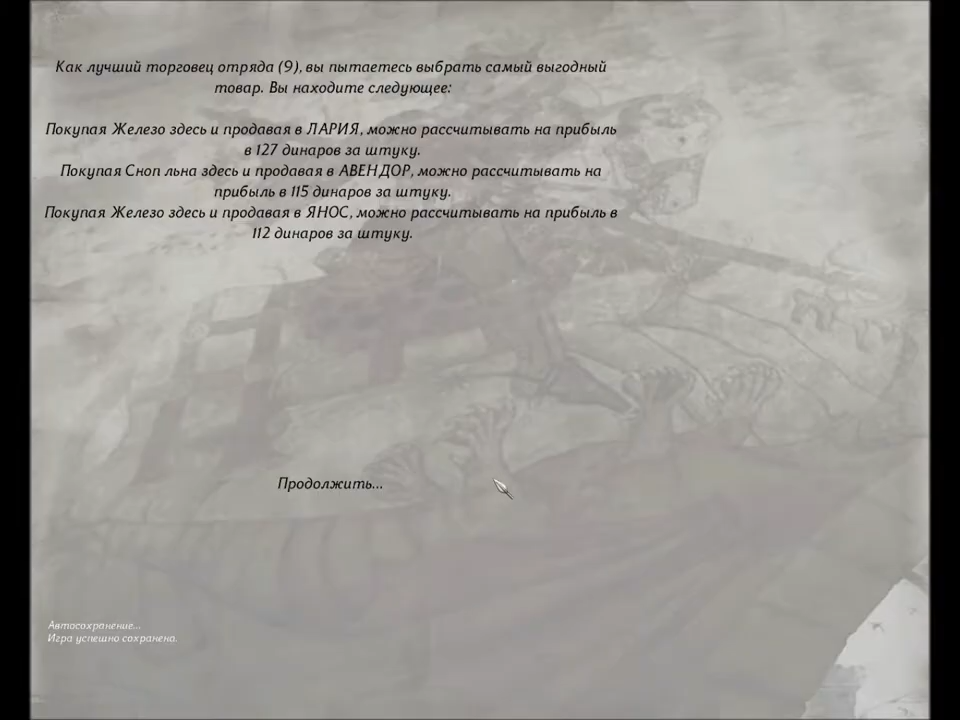 Как лучший торговец отряда (9), вы пытаетесь выбрать самый выгодный
товар. Вы находите следующее:
Покупая Железо здесь и продавая в ЛАРИЯ, можно рассчитывать на прибыль
в 127 динаров за штуку.
Покупая Сноп льна здесь и продавая в АВЕНДОР, можно рассчитывать на
прибыль в 115 динаров за штуку.
Покупая Железо здесь и продавая в ЯНОС, можно рассчитывать на прибыль в
112 динаров за штуку.
Продолжить...
Автосохранение...
Игра успешно сохранена.